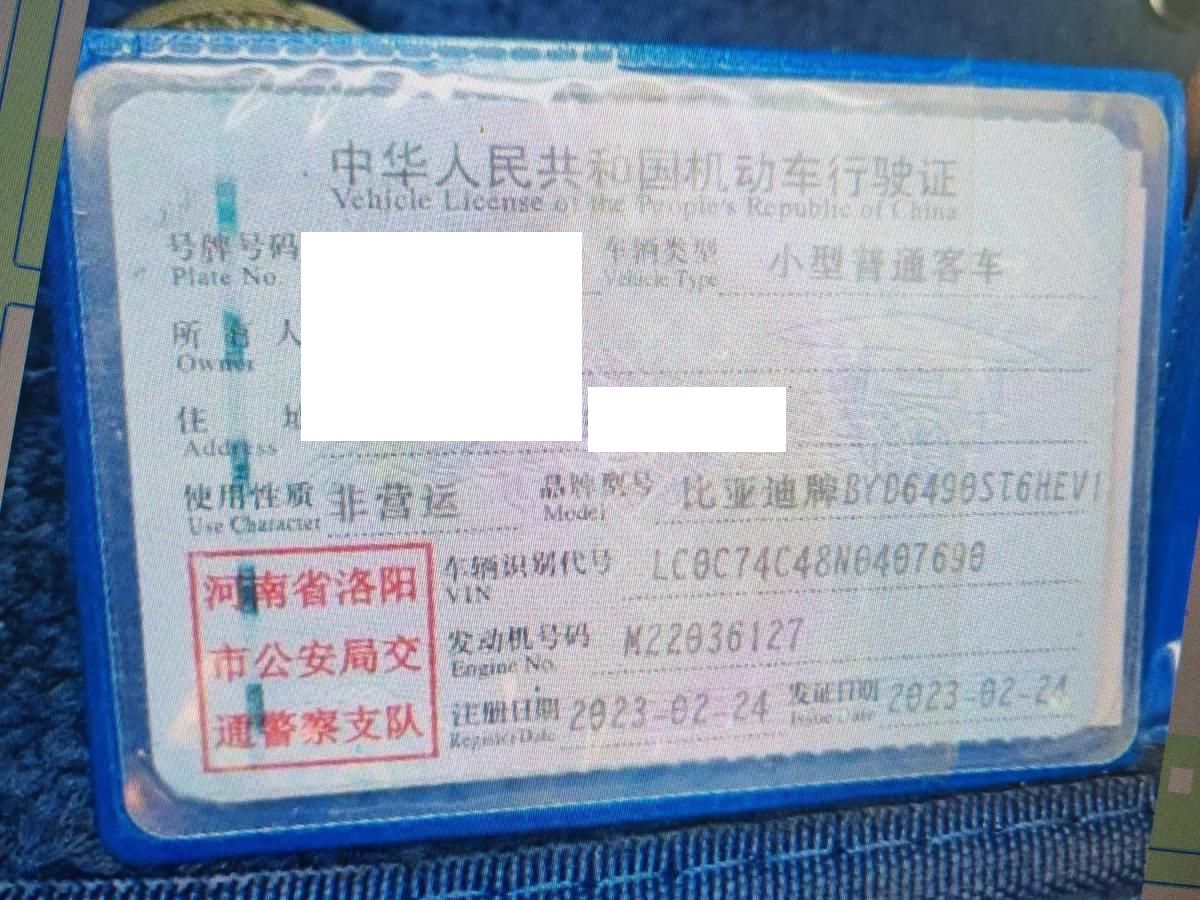 中华人民共和国机动车行驶证
Vehicle License of the People's Republic of China
号牌号码 车辆类型 小型普通客车
Plate No. Vehicle Type
所有人
Owner
住
Address
使用性质 非营运 品牌型号 比亚迪牌BYD6490ST6HEV1
Use Character Model
河南省洛阳
市公安局交
通警察支队
车辆识别代号 LC0C74C48N0407690
VIN
发动机号码 M22036127
Engine No.
注册日期 2023-02-24 发证日期 2023-02-24
Register Date Issue Date